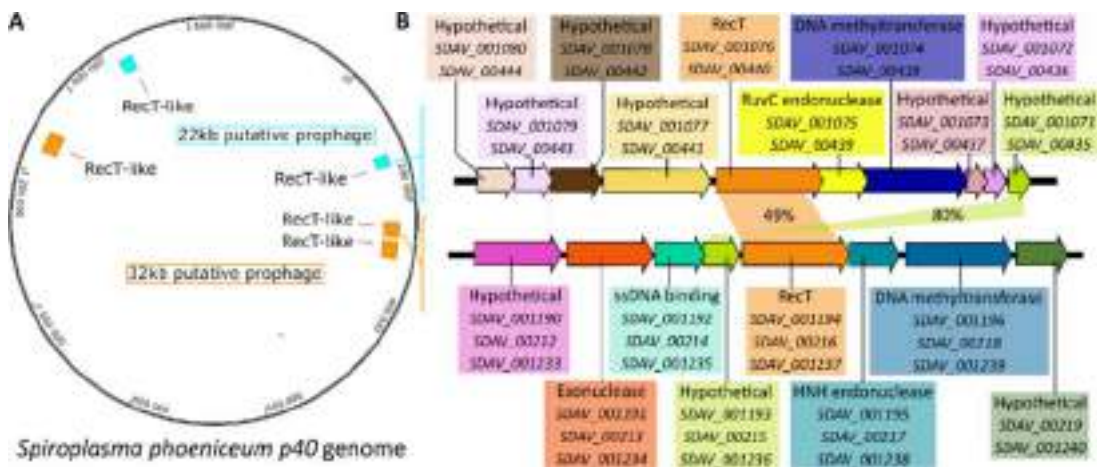 A
RecT-like
22kb putative prophage
RecT-like
RecT-like
RecT-like
RecT-like
32kb putative prophage
Spiroplasma phoeniceum p40 genome
B
Hypothetical
SDAV_001080
SDAV_00444
Hypothetical
SDAV_001078
SDAV_00442
RecT
SDAV_001076
SDAV_00440
DNA methyltransferase
SDAV_001074
SDAV_00438
Hypothetical
SDAV_001072
SDAV_00436
Hypothetical
SDAV_001079
SDAV_00443
Hypothetical
SDAV_001077
SDAV_00441
RuvC endonuclease
SDAV_001075
SDAV_00439
Hypothetical
SDAV_001073
SDAV_00437
Hypothetical
SDAV_001071
SDAV_00435
49%
80%
Hypothetical
SDAV_001190
SDAV_00212
SDAV_001233
ssDNA binding
SDAV_001192
SDAV_00214
SDAV_001235
RecT
SDAV_001194
SDAV_00216
SDAV_001237
DNA methyltransferase
SDAV_001196
SDAV_00218
SDAV_001239
Exonuclease
SDAV_001191
SDAV_00213
SDAV_001234
Hypothetical
SDAV_001193
SDAV_00215
SDAV_001236
HNH endonuclease
SDAV_001195
SDAV_00217
SDAV_001238
Hypothetical
SDAV_00219
SDAV_001240